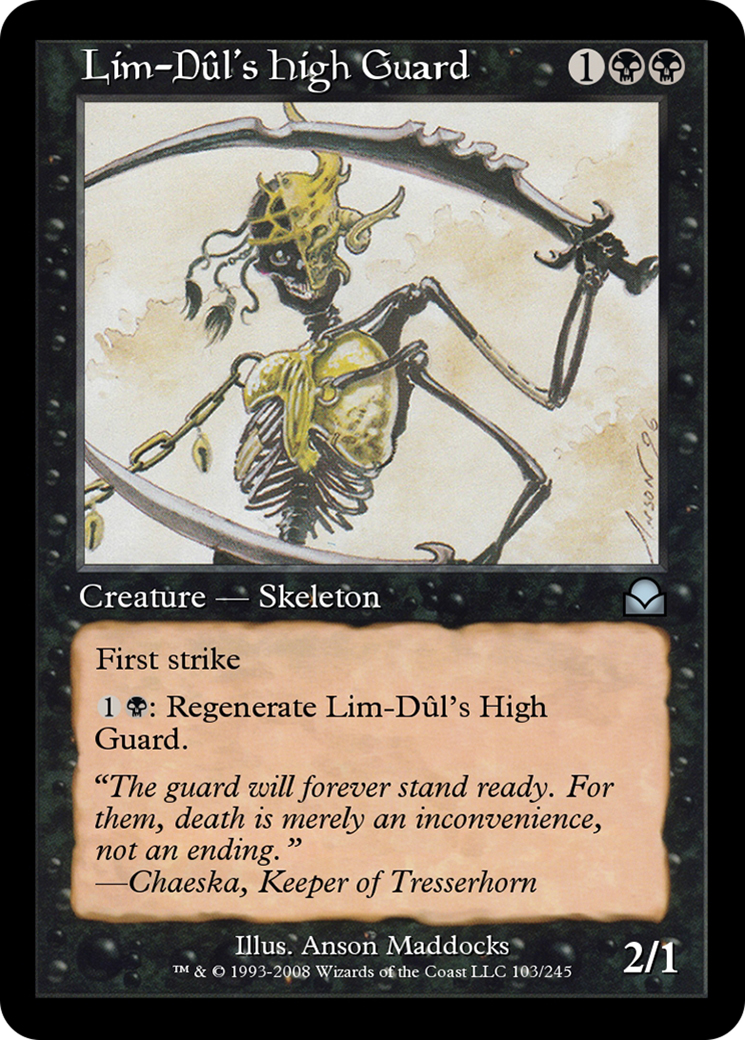 Lim-Dûl's High Guard
1
Creature — Skeleton
First strike
1 : Regenerate Lim-Dûl's High
Guard.
“The guard will forever stand ready. For
them, death is merely an inconvenience,
not an ending.”
—Chaeska, Keeper of Tresserhorn
ANSON 96
Illus. Anson Maddocks
™ & © 1993-2008 Wizards of the Coast LLC 103/245
2/1